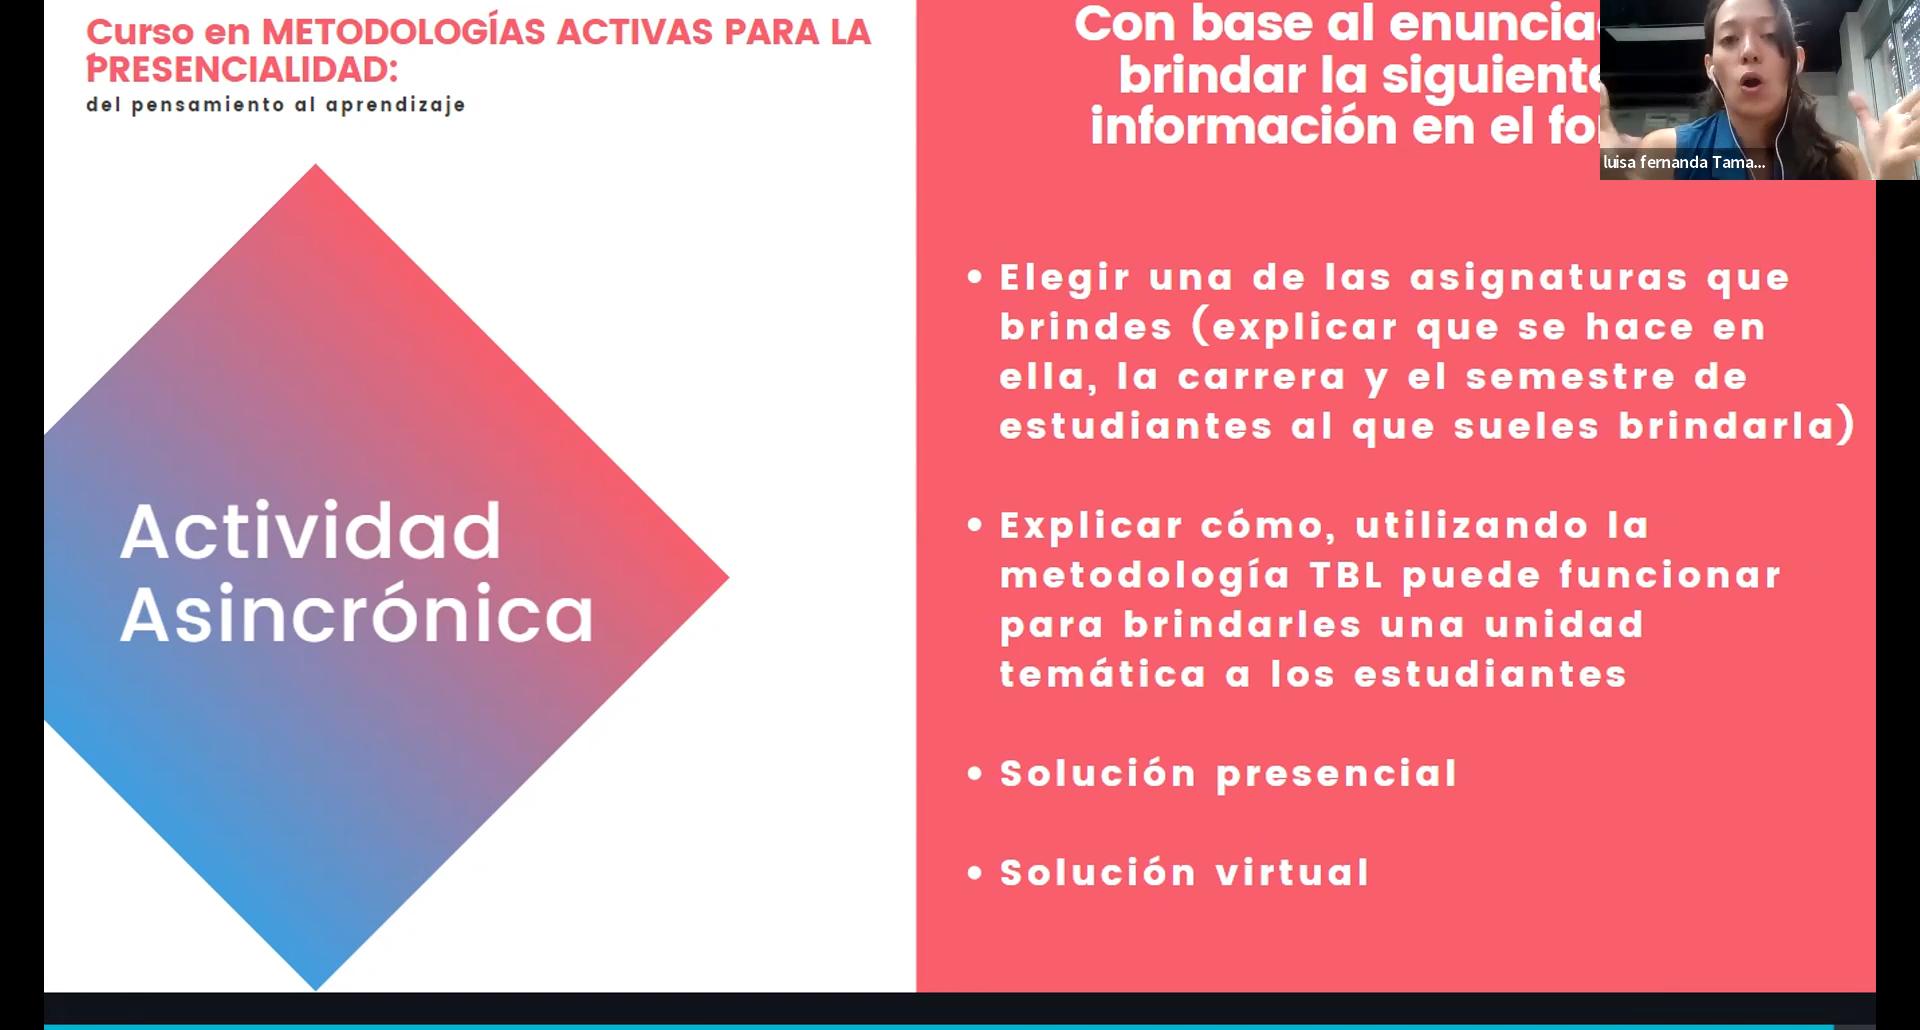 Curso en METODOLOGÍAS ACTIVAS PARA LA
PRESENCIALIDAD:
del pensamiento al aprendizaje
Actividad
Asincrónica
Con base al
brindar la
información en el
luisa fernanda Tama...
• Elegir una de las asignaturas que
brindes (explicar que se hace en
ella, la carrera y el semestre de
estudiantes al que sueles brindarla)
• Explicar cómo, utilizando la
metodología TBL puede funcionar
para brindarles una unidad
temática a los estudiantes
• Solución presencial
• Solución virtual